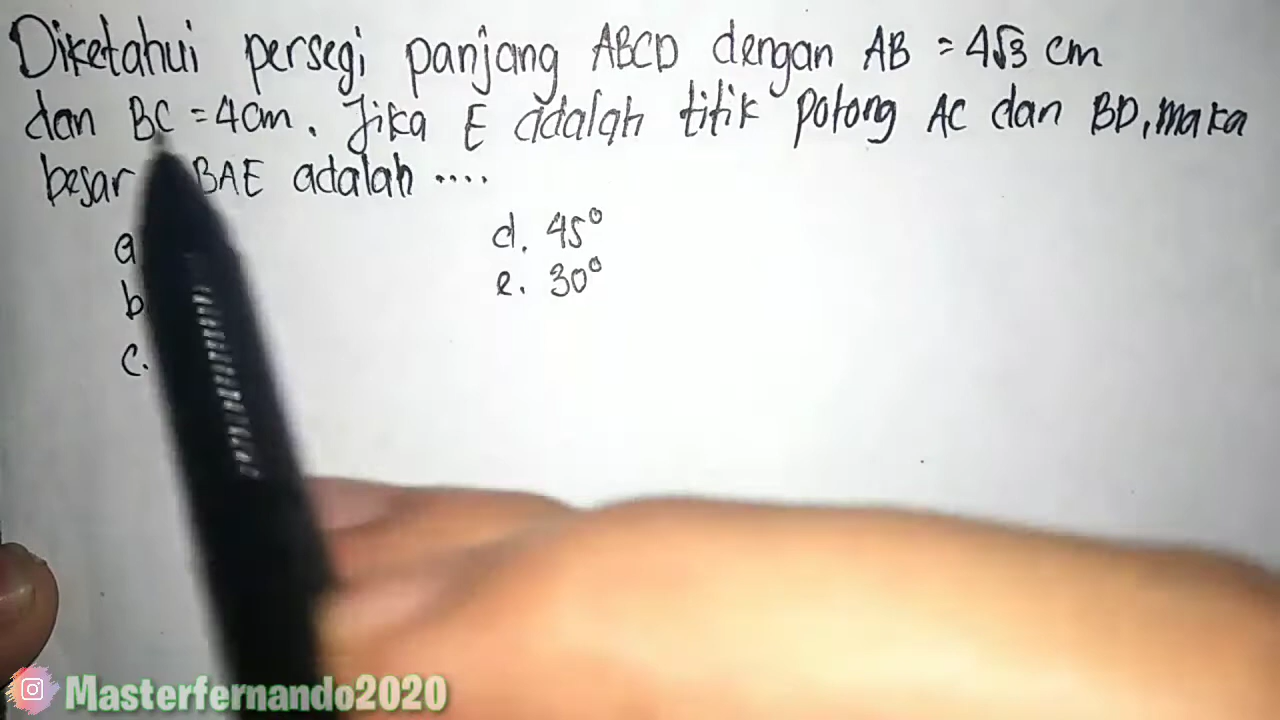 Diketahui persegi panjang ABCD dengan AB = 4√3 cm
dan BC = 4cm. Jika E adalah titik potong AC dan BD, maka
besar BAE adalah ....
a
d. 45°
b
e. 30°
c.
Masterfernando2020